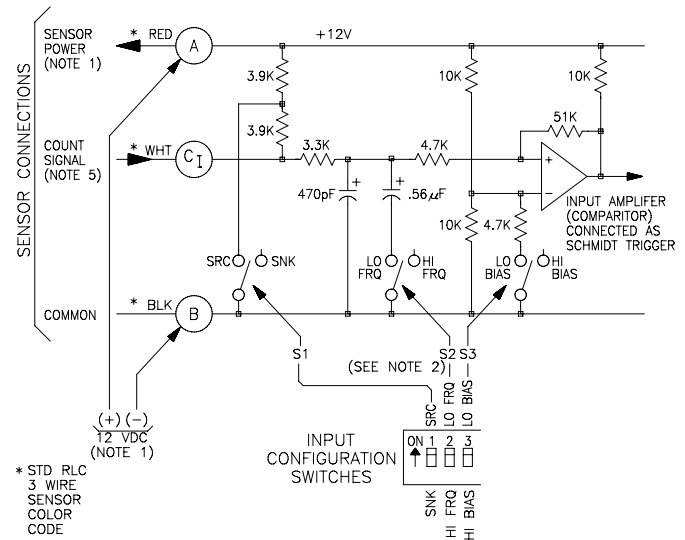 SENSOR CONNECTIONS
SENSOR
POWER
(NOTE 1)
* RED
A
+12V
3.9K
10K
10K
3.9K
51K
COUNT
SIGNAL
(NOTE 5)
* WHT
CI
3.3K
4.7K
+
-
470pF
+
.56µF
+
10K
4.7K
INPUT AMPLIFER
(COMPARITOR)
CONNECTED AS
SCHMIDT TRIGGER
SRC
SNK
LO
FRQ
HI
FRQ
LO
BIAS
HI
BIAS
COMMON
* BLK
B
S1
(SEE NOTE 2)
S2
S3
SRC
LO FRQ
LO BIAS
(+) (-)
12 VDC
(NOTE 1)
INPUT
CONFIGURATION
SWITCHES
ON 1 2 3
SNK
HI FRQ
HI BIAS
* STD RLC
3 WIRE
SENSOR
COLOR
CODE